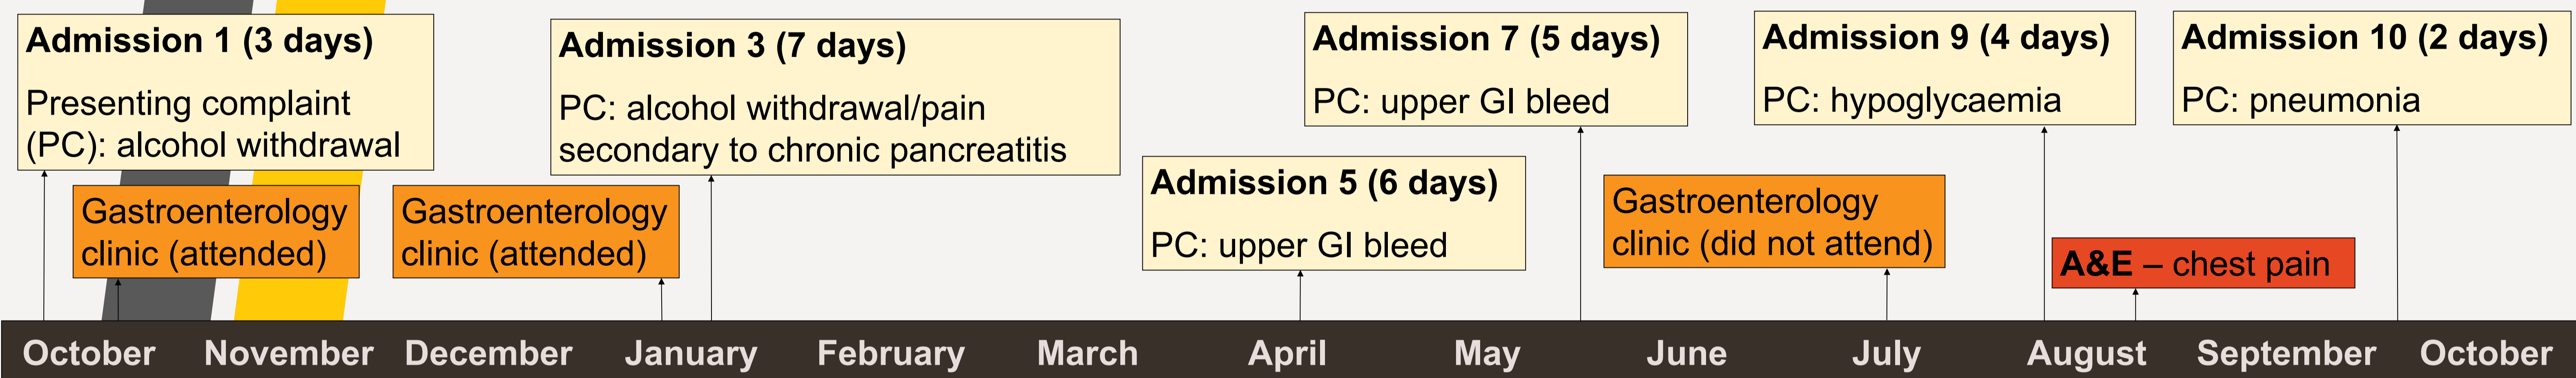 Admission 1 (3 days)
Presenting complaint
(PC): alcohol withdrawal
Gastroenterology
clinic (attended)
Gastroenterology
clinic (attended)
Admission 3 (7 days)
PC: alcohol withdrawal/pain
secondary to chronic pancreatitis
Admission 5 (6 days)
PC: upper GI bleed
Admission 7 (5 days)
PC: upper GI bleed
Gastroenterology
clinic (did not attend)
Admission 9 (4 days)
PC: hypoglycaemia
A&E – chest pain
Admission 10 (2 days)
PC: pneumonia
October November December January February March April May June July August September October